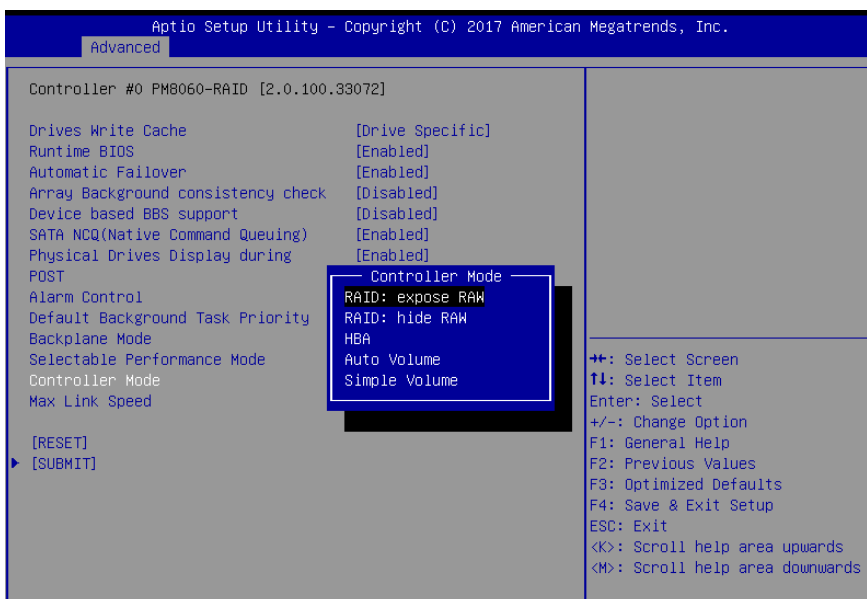 Aptio Setup Utility – Copyright (C) 2017 American Megatrends, Inc.
Advanced
Controller #0 PM8060-RAID [2.0.100.33072]
Drives Write Cache [Drive Specific]
Runtime BIOS [Enabled]
Automatic Failover [Enabled]
Array Background consistency check [Disabled]
Device based BBS support [Disabled]
SATA NCQ(Native Command Queuing) [Enabled]
Physical Drives Display during [Enabled]
POST
Alarm Control
Default Background Task Priority
Backplane Mode
Selectable Performance Mode
Controller Mode
Max Link Speed
[RESET]
[SUBMIT]
Controller Mode
RAID: expose RAW
RAID: hide RAW
HBA
Auto Volume
Simple Volume
→←: Select Screen
↑↓: Select Item
Enter: Select
+/-: Change Option
F1: General Help
F2: Previous Values
F3: Optimized Defaults
F4: Save & Exit Setup
ESC: Exit
<K>: Scroll help area upwards
<M>: Scroll help area downwards